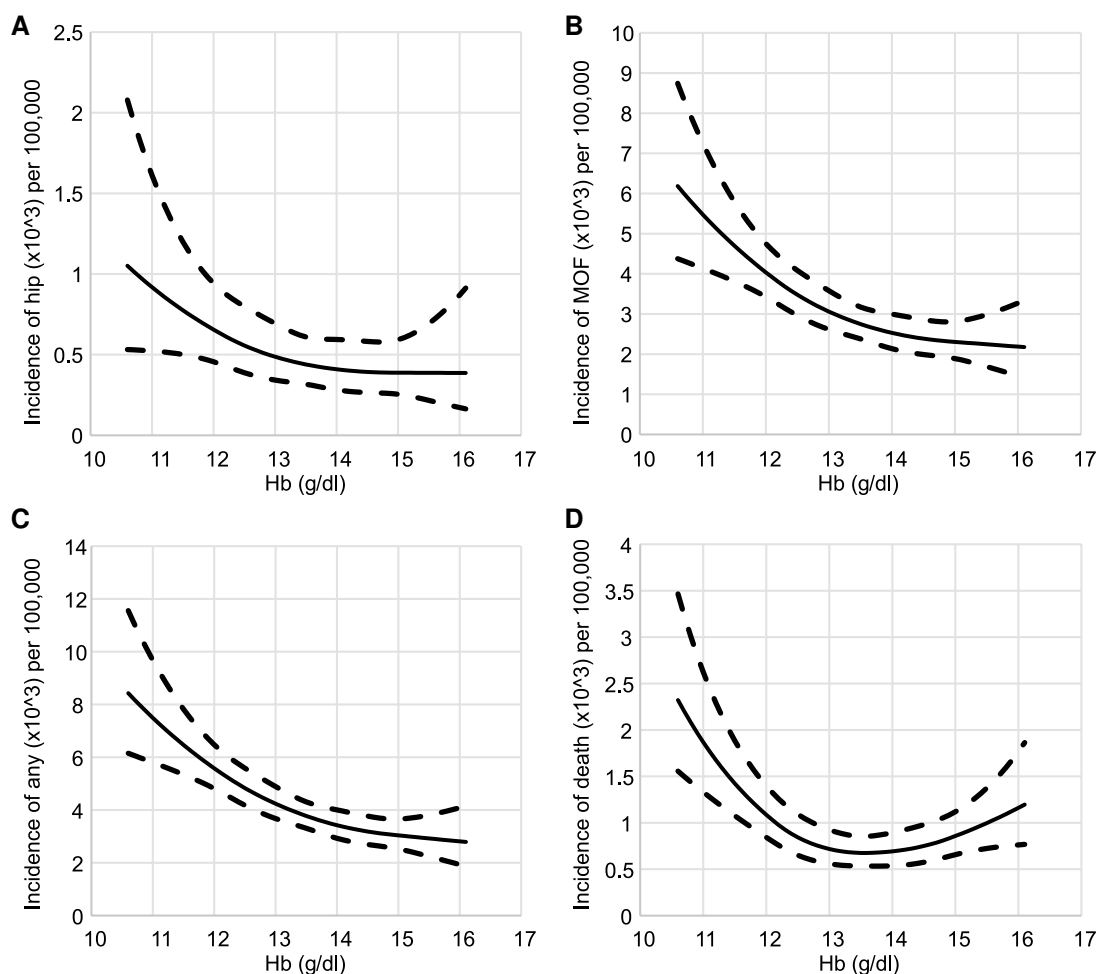 A
Incidence of hip (x10^3) per 100,000
2.5
2
1.5
1
0.5
0
10 11 12 13 14 15 16 17
Hb (g/dl)
B
Incidence of MOF (x10^3) per 100,000
10
9
8
7
6
5
4
3
2
1
0
10 11 12 13 14 15 16 17
Hb (g/dl)
C
Incidence of any (x10^3) per 100,000
14
12
10
8
6
4
2
0
10 11 12 13 14 15 16 17
Hb (g/dl)
D
Incidence of death (x10^3) per 100,000
4
3.5
3
2.5
2
1.5
1
0.5
0
10 11 12 13 14 15 16 17
Hb (g/dl)